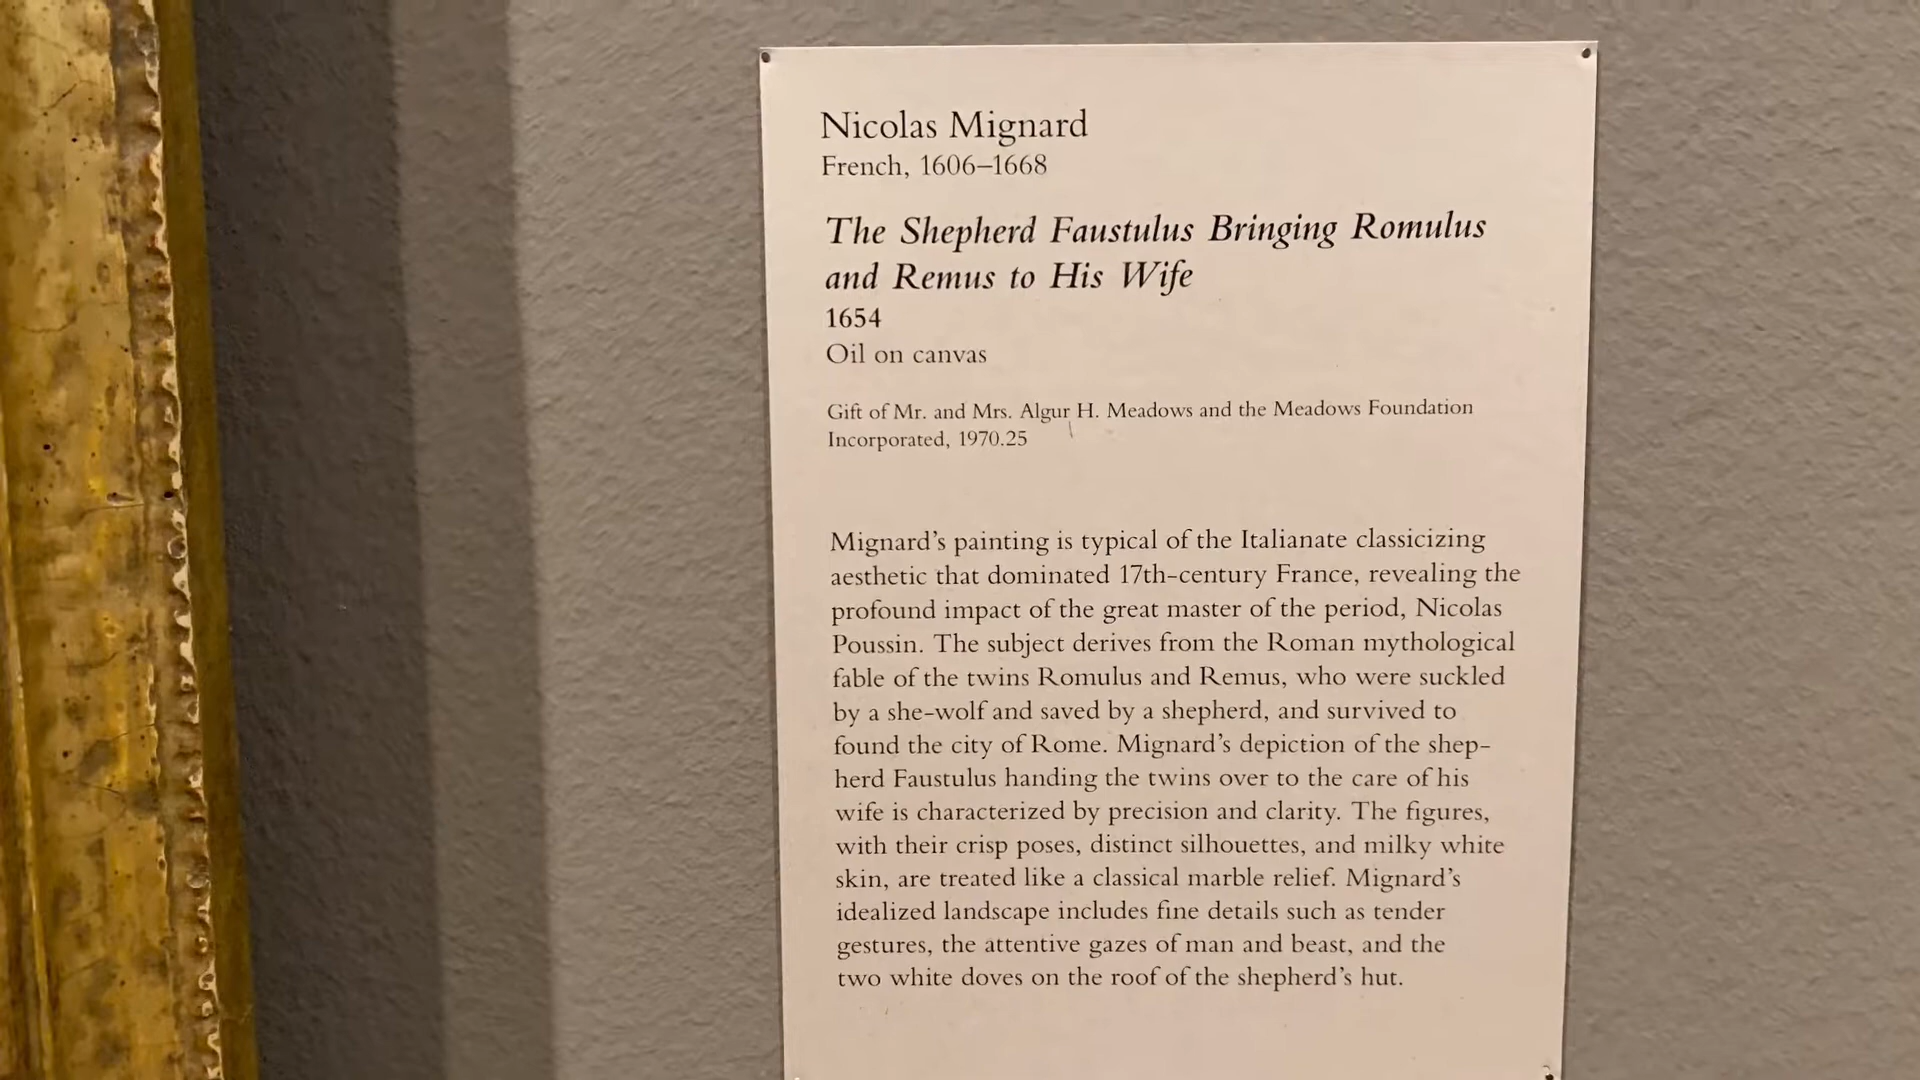 Nicolas Mignard
French, 1606–1668
The Shepherd Faustulus Bringing Romulus
and Remus to His Wife
1654
Oil on canvas
Gift of Mr. and Mrs. Algur H. Meadows and the Meadows Foundation
Incorporated, 1970.25
Mignard’s painting is typical of the Italianate classicizing
aesthetic that dominated 17th-century France, revealing the
profound impact of the great master of the period, Nicolas
Poussin. The subject derives from the Roman mythological
fable of the twins Romulus and Remus, who were suckled
by a she-wolf and saved by a shepherd, and survived to
found the city of Rome. Mignard’s depiction of the shep-
herd Faustulus handing the twins over to the care of his
wife is characterized by precision and clarity. The figures,
with their crisp poses, distinct silhouettes, and milky white
skin, are treated like a classical marble relief. Mignard’s
idealized landscape includes fine details such as tender
gestures, the attentive gazes of man and beast, and the
two white doves on the roof of the shepherd’s hut.